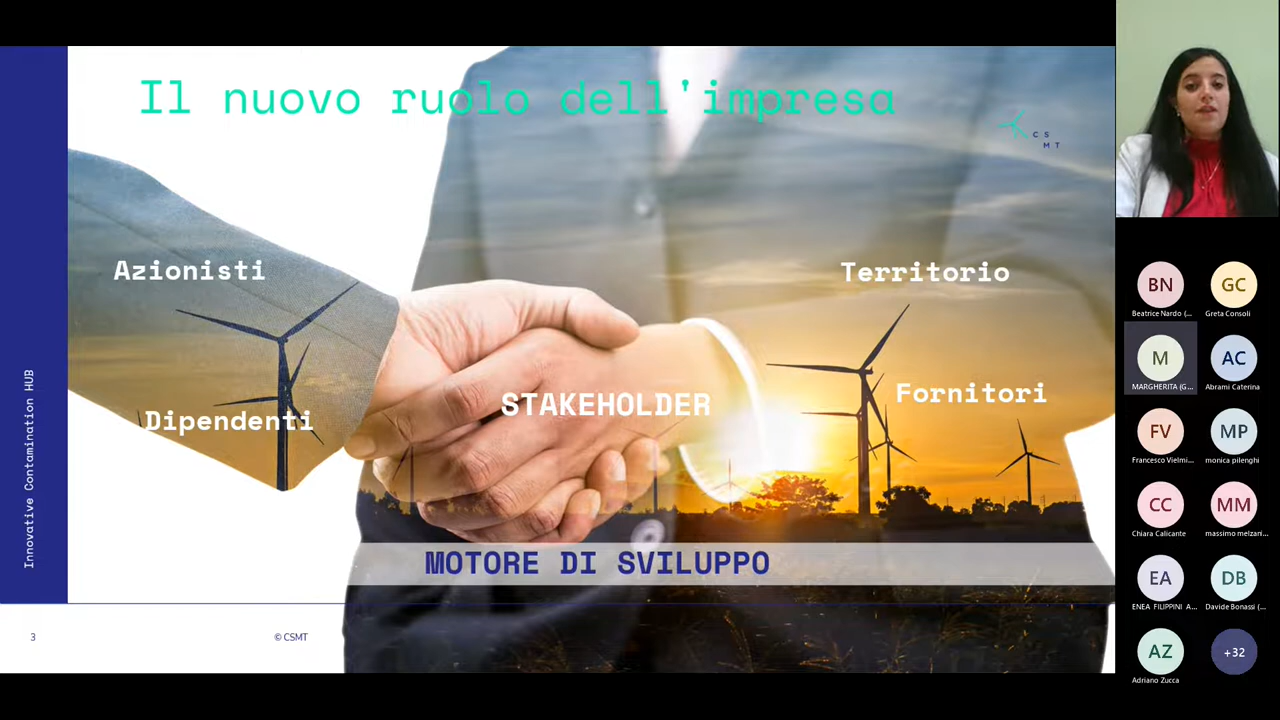 Il nuovo ruolo dell'impresa
CS
MT
Azionisti
Territorio
Dipendenti
STAKEHOLDER
Fornitori
MOTORE DI SVILUPPO
Innovative Contamination HUB
3
© CSMT
BN
GC
Beatrice Nardo (...
Greta Consoli
M
AC
MARGHERITA (G...
Abrami Caterina
FV
MP
Francesco Vielmi...
monica pilenghi
CC
MM
Chiara Calicante
massimo melzani...
EA
DB
ENEA FILIPPINI A...
Davide Bonassi (...
AZ
+32
Adriano Zucca